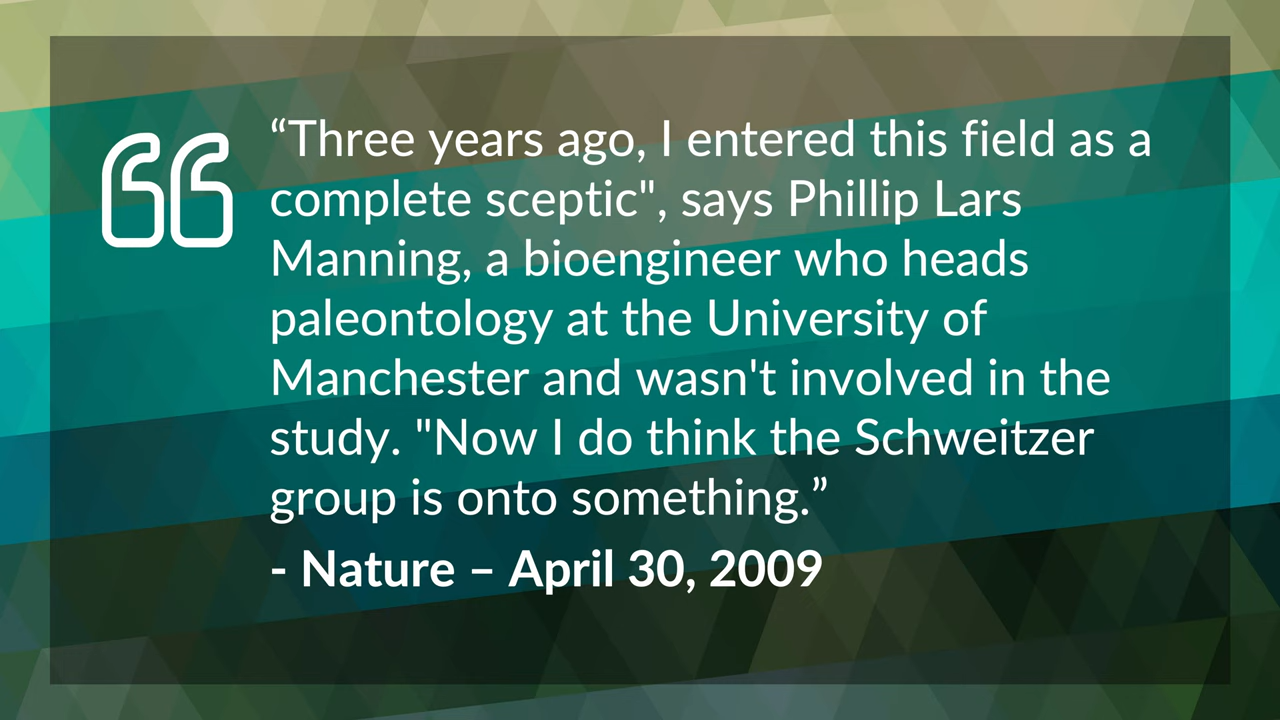 “Three years ago, I entered this field as a
complete sceptic", says Phillip Lars
Manning, a bioengineer who heads
paleontology at the University of
Manchester and wasn't involved in the
study. "Now I do think the Schweitzer
group is onto something.”
- Nature – April 30, 2009